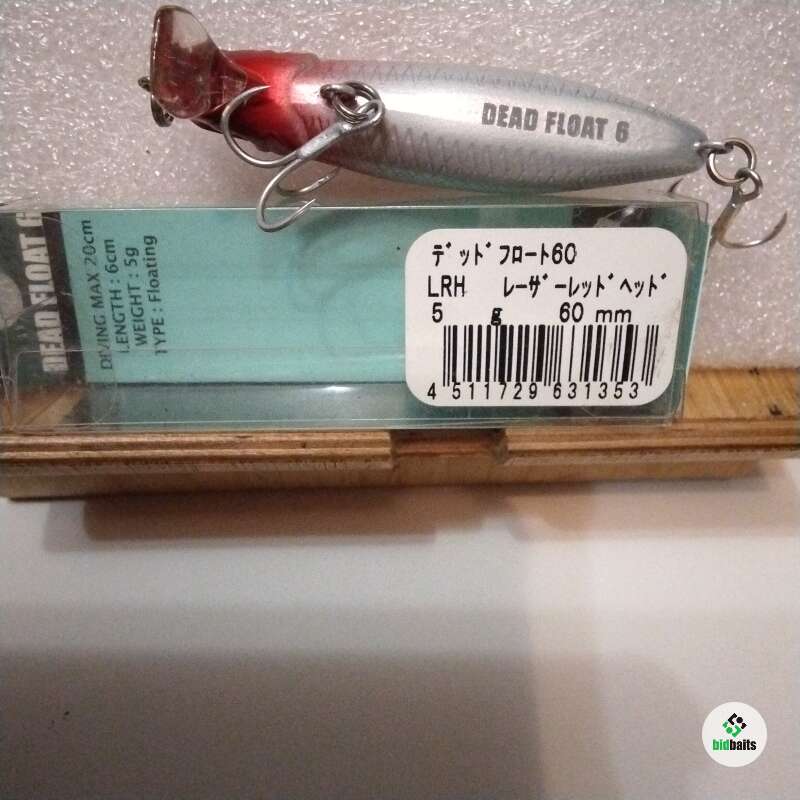 DEAD FLOAT 6
DEAD FLOAT 6
DIVING MAX 20cm
LENGTH : 6cm
WEIGHT : 5g
TYPE : Floating
ﾃﾞｯﾄﾞﾌﾛｰﾄ60
LRH ﾚｰｻﾞｰﾚｯﾄﾞﾍｯﾄﾞ
5 g 60 mm
4 511729 631353
bidbaits